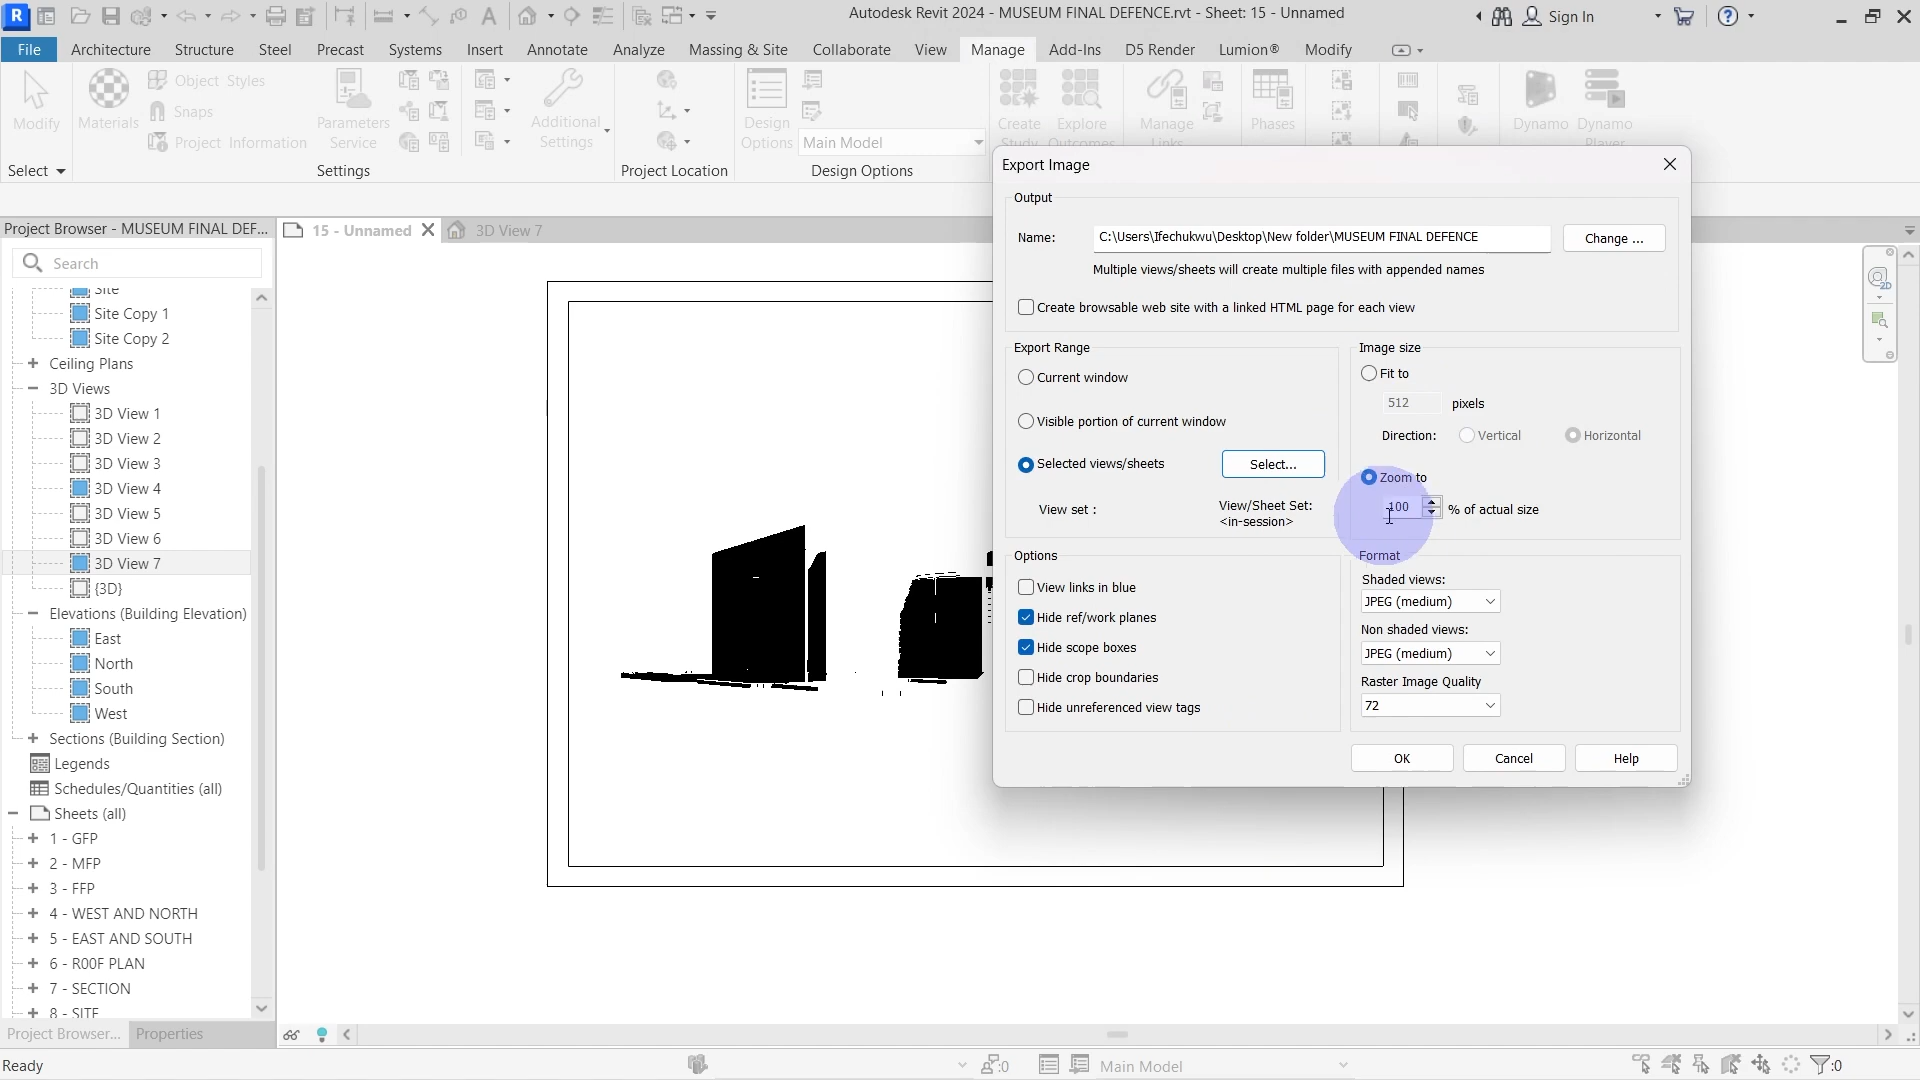 Autodesk Revit 2024 - MUSEUM FINAL DEFENCE.rvt - Sheet: 15 - Unnamed
Sign In
File Architecture Structure Steel Precast Systems Insert Annotate Analyze Massing & Site Collaborate View Manage Add-Ins D5 Render Lumion® Modify
Modify
Materials
Object Styles
Snaps
Project Information
Parameters
Service
Additional
Settings
Design
Options
Main Model
Create
Study
Explore
Outcomes
Manage
Links
Phases
Dynamo
Dynamo
Player
Select
Settings
Project Location
Design Options
Project Browser - MUSEUM FINAL DEF...
Search
Site
Site Copy 1
Site Copy 2
Ceiling Plans
3D Views
3D View 1
3D View 2
3D View 3
3D View 4
3D View 5
3D View 6
3D View 7
{3D}
Elevations (Building Elevation)
East
North
South
West
Sections (Building Section)
Legends
Schedules/Quantities (all)
Sheets (all)
1 - GFP
2 - MFP
3 - FFP
4 - WEST AND NORTH
5 - EAST AND SOUTH
6 - R00F PLAN
7 - SECTION
8 - SITE
Project Browser... Properties
15 - Unnamed
3D View 7
2D
Export Image
Output
Name:
C:\Users\Ifechukwu\Desktop\New folder\MUSEUM FINAL DEFENCE
Change ...
Multiple views/sheets will create multiple files with appended names
Create browsable web site with a linked HTML page for each view
Export Range
Current window
Visible portion of current window
Selected views/sheets
Select...
View set :
View/Sheet Set:
<in-session>
Image size
Fit to
512 pixels
Direction: Vertical Horizontal
Zoom to
100 % of actual size
Options
View links in blue
Hide ref/work planes
Hide scope boxes
Hide crop boundaries
Hide unreferenced view tags
Format
Shaded views:
JPEG (medium)
Non shaded views:
JPEG (medium)
Raster Image Quality
72
OK Cancel Help
Ready
:0
Main Model
:0